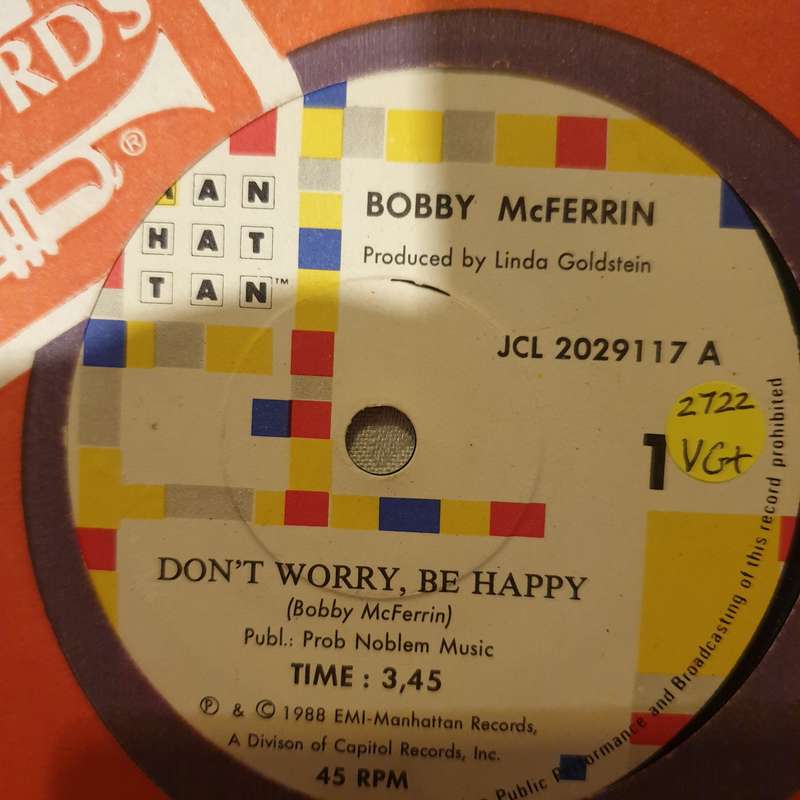 ORDS
®
AN
HAT
TAN™
BOBBY McFERRIN
Produced by Linda Goldstein
JCL 2029117 A
2722
VG+
1
DON'T WORRY, BE HAPPY
(Bobby McFerrin)
Publ.: Prob Noblem Music
TIME : 3,45
℗ & © 1988 EMI-Manhattan Records,
A Divison of Capitol Records, Inc.
45 RPM
Public Performance and Broadcasting of this record prohibited